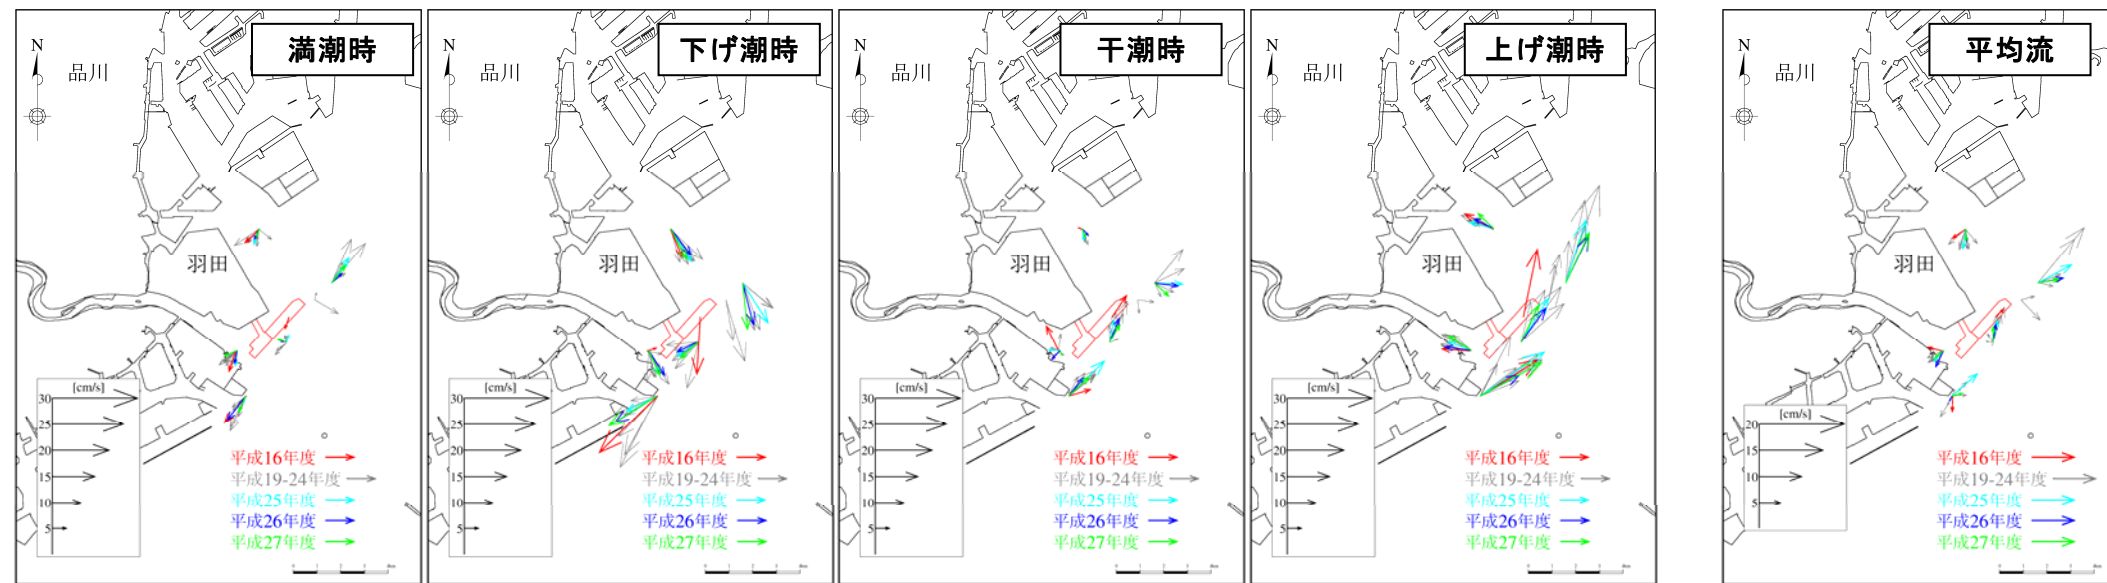 満潮時
N
品川
羽田
[cm/s]
30
25
20
15
10
5
平成16年度
平成19-24年度
平成25年度
平成26年度
平成27年度
下げ潮時
N
品川
羽田
[cm/s]
30
25
20
15
10
5
平成16年度
平成19-24年度
平成25年度
平成26年度
平成27年度
干潮時
N
品川
羽田
[cm/s]
30
25
20
15
10
5
平成16年度
平成19-24年度
平成25年度
平成26年度
平成27年度
上げ潮時
N
品川
羽田
[cm/s]
30
25
20
15
10
5
平成16年度
平成19-24年度
平成25年度
平成26年度
平成27年度
平均流
N
品川
羽田
[cm/s]
20
15
10
5
平成16年度
平成19-24年度
平成25年度
平成26年度
平成27年度